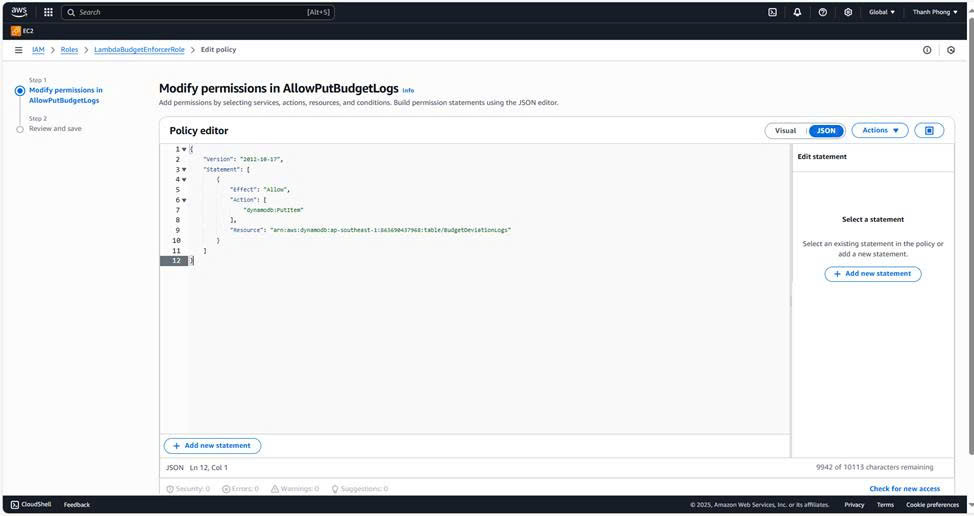 aws
Search
[Alt+S]
Global
Thanh Phong
EC2
IAM > Roles > LambdaBudgetEnforcerRole > Edit policy
Step 1
Modify permissions in
AllowPutBudgetLogs
Step 2
Review and save
Modify permissions in AllowPutBudgetLogs Info
Add permissions by selecting services, actions, resources, and conditions. Build permission statements using the JSON editor.
Policy editor
Visual
JSON
Actions
1 {
2 "Version": "2012-10-17",
3 "Statement": [
4 {
5 "Effect": "Allow",
6 "Action": [
7 "dynamodb:PutItem"
8 ],
9 "Resource": "arn:aws:dynamodb:ap-southeast-1:863690437968:table/BudgetDeviationLogs"
10 }
11 ]
12 }
Edit statement
Select a statement
Select an existing statement in the policy or
add a new statement.
+ Add new statement
+ Add new statement
JSON Ln 12, Col 1
9942 of 10113 characters remaining
Security: 0
Errors: 0
Warnings: 0
Suggestions: 0
Check for new access
CloudShell
Feedback
© 2025, Amazon Web Services, Inc. or its affiliates.
Privacy
Terms
Cookie preferences